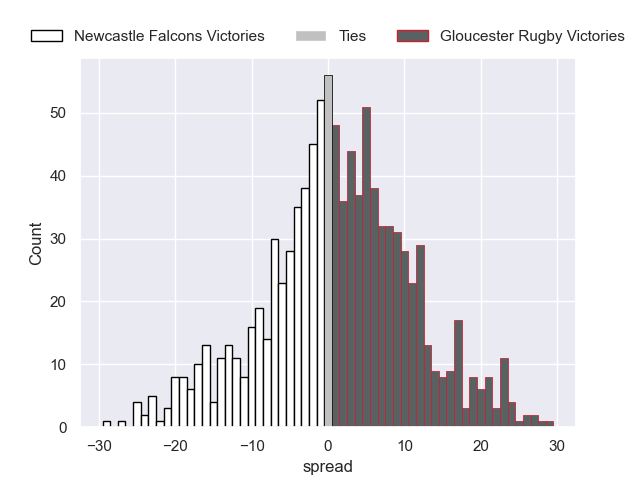 Newcastle Falcons Victories Ties Gloucester Rugby Victories
50
40
30
20
10
0
Count
−30 −20 −10 0 10 20 30
spread